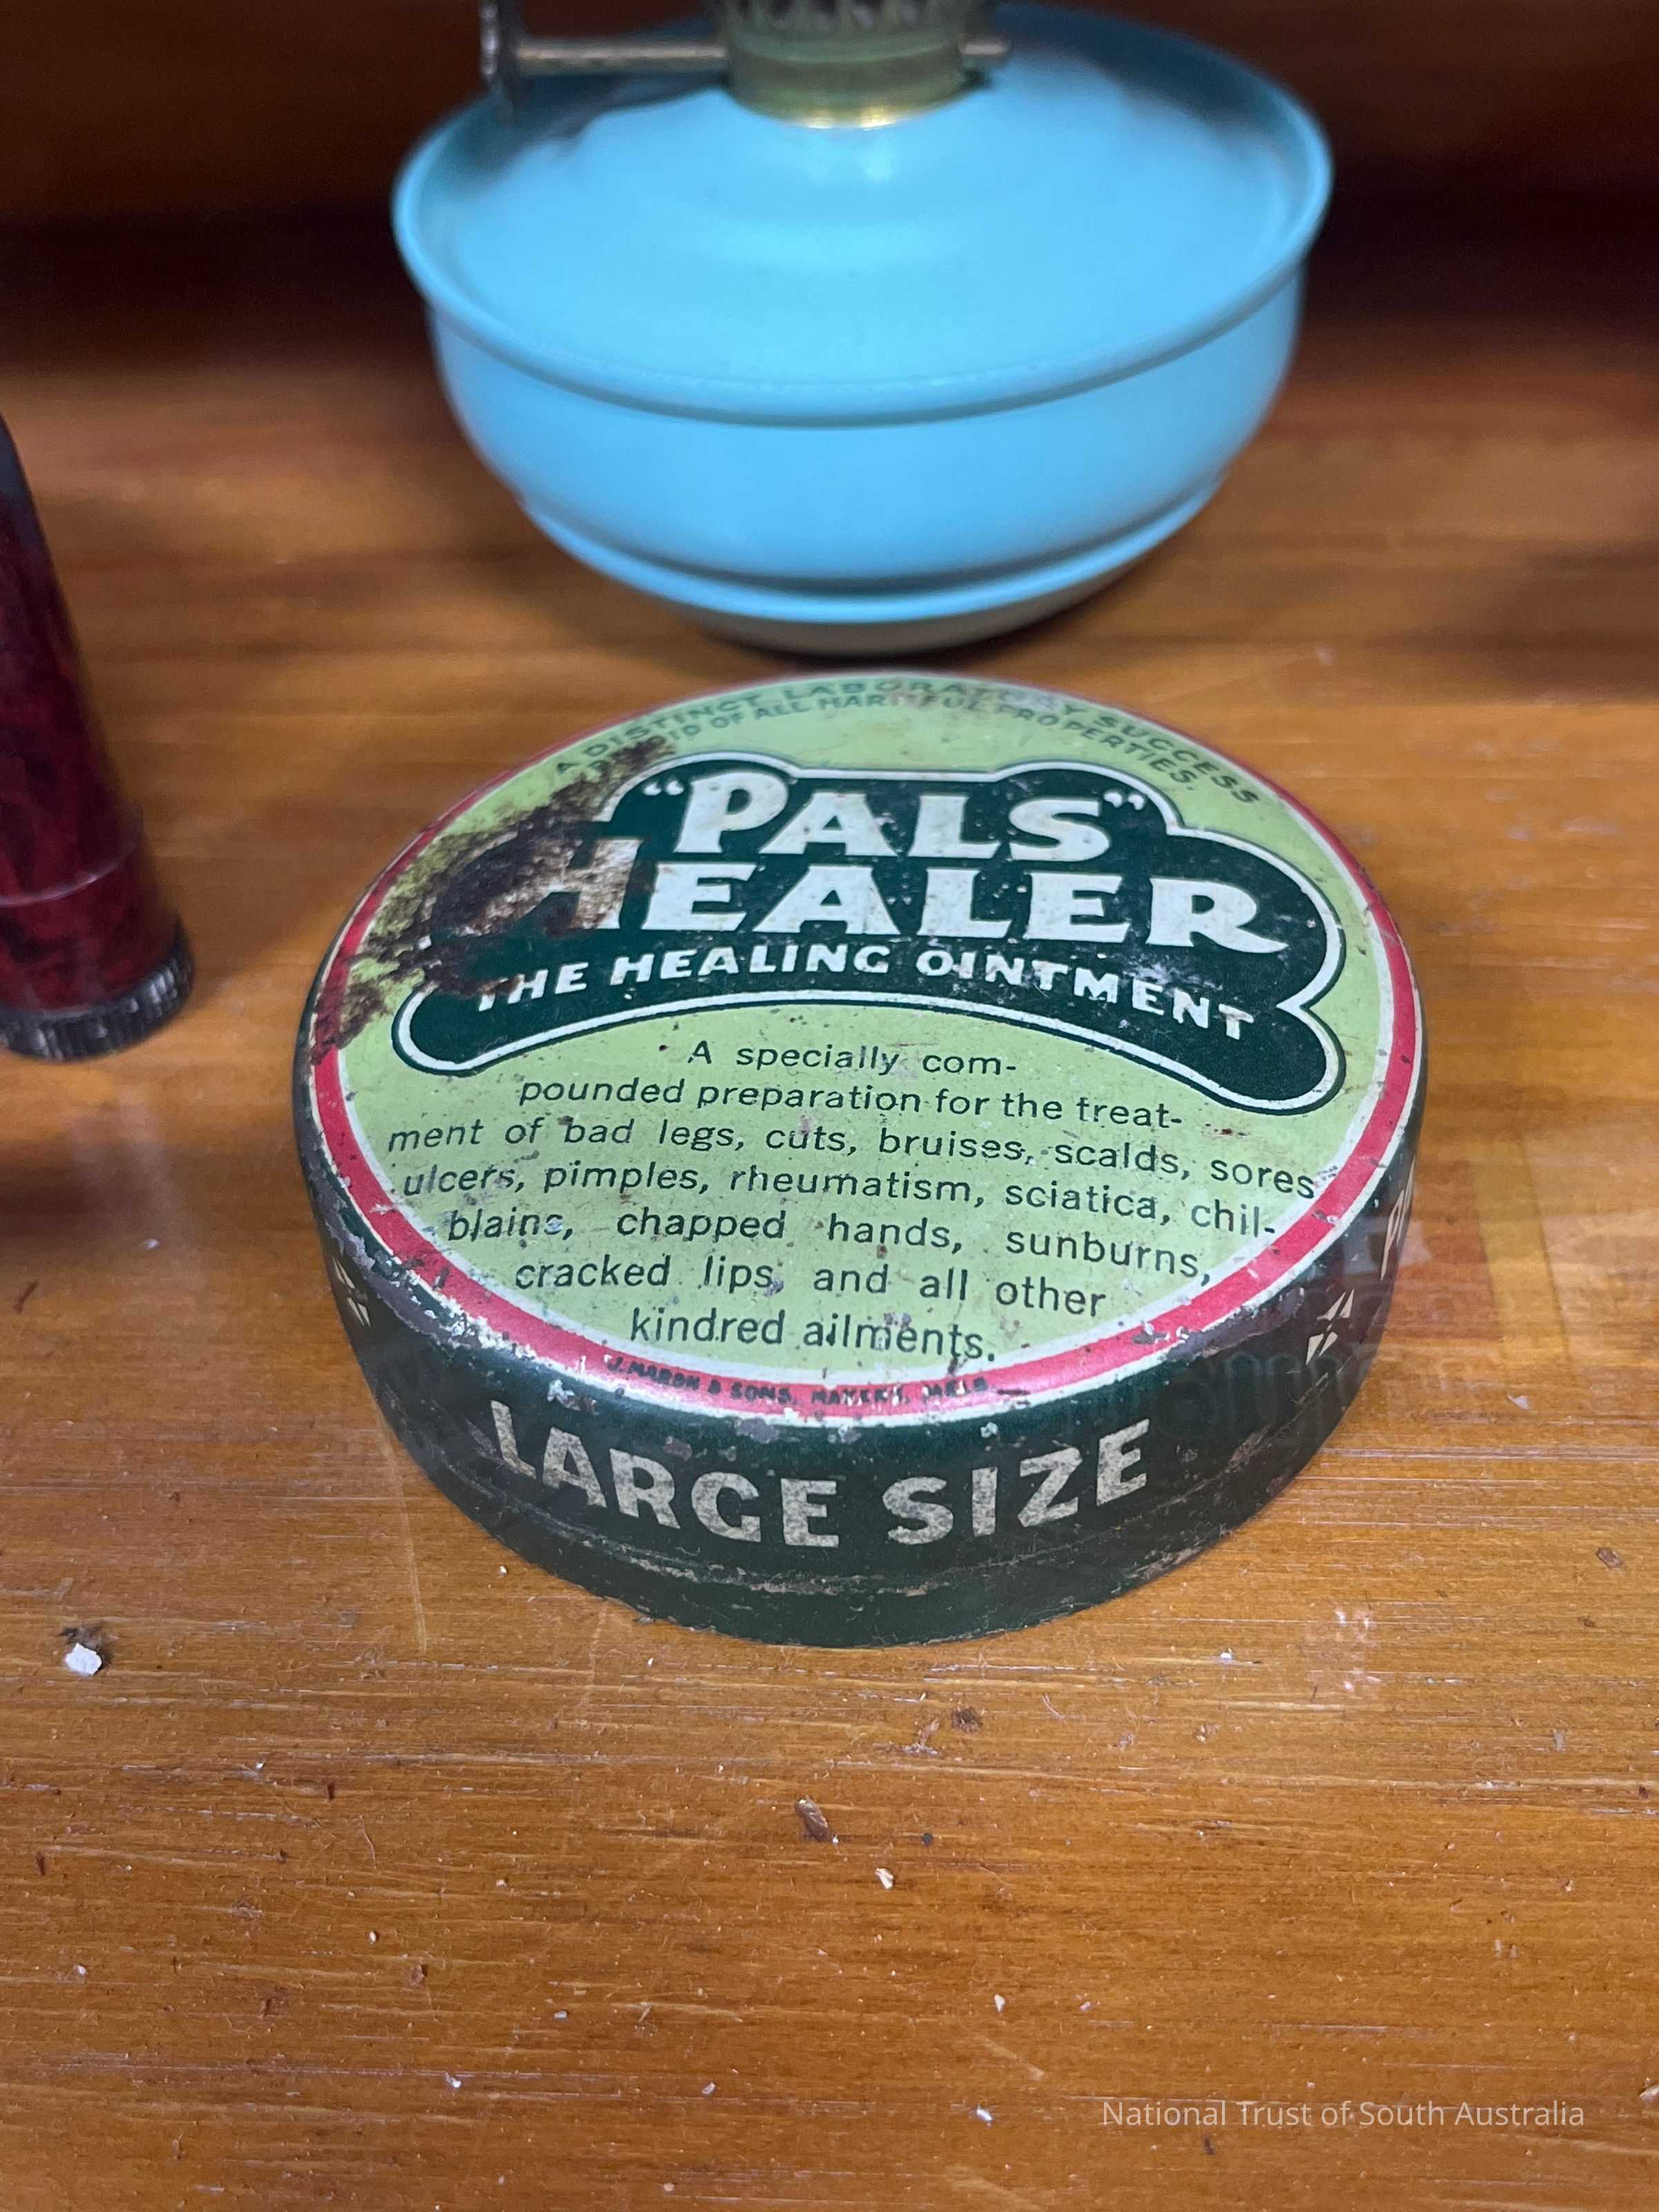 A DISTINCT LABORATORY SUCCESS
DEVOID OF ALL HARMFUL PROPERTIES.
"PALS"
HEALER
THE HEALING OINTMENT
A specially com-
pounded preparation for the treat-
ment of bad legs, cuts, bruises, scalds, sores
ulcers, pimples, rheumatism, sciatica, chil-
blains, chapped hands, sunburns,
cracked lips, and all other
kindred ailments.
& SONS,
LARGE SIZE
National Trust of South Australia